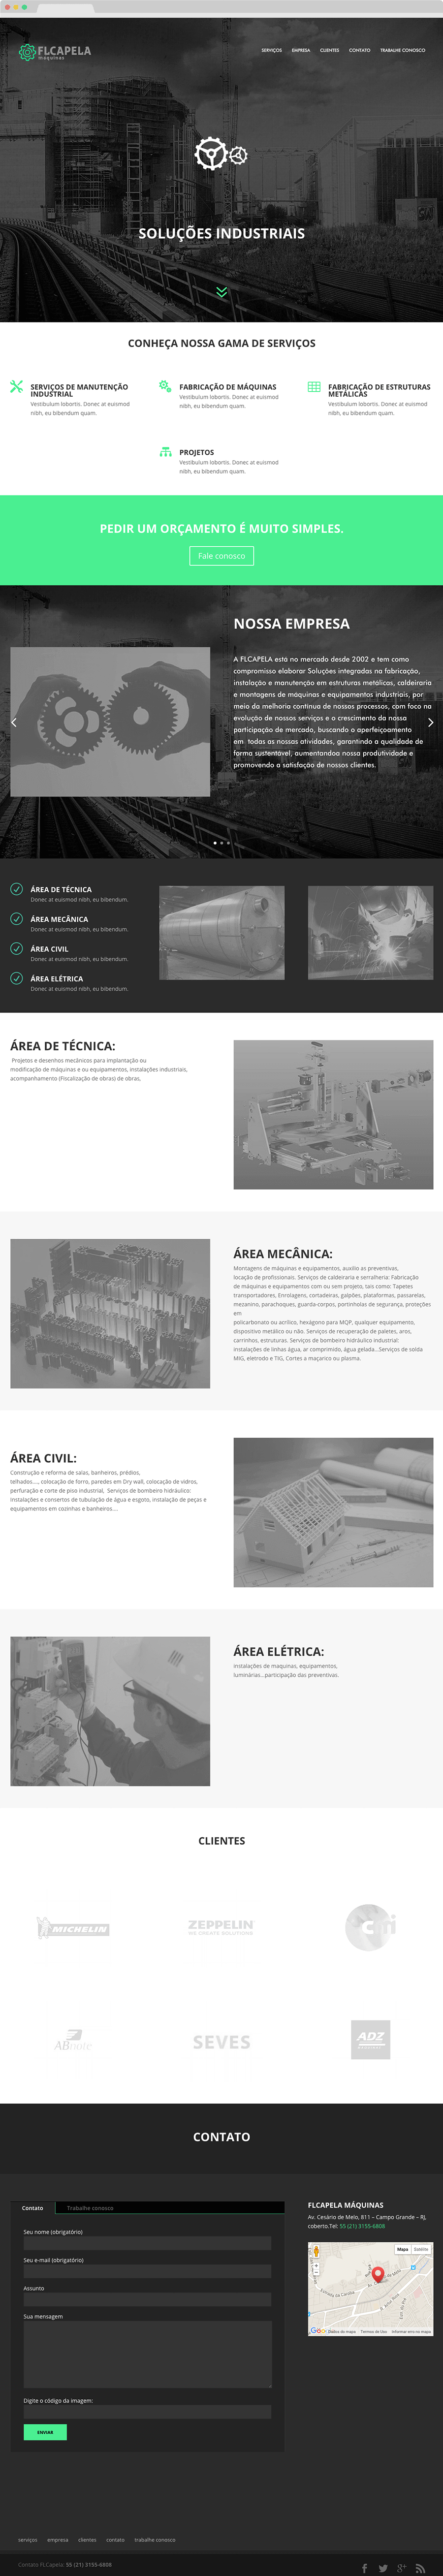 FLCAPELA
máquinas
SERVIÇOS EMPRESA CLIENTES CONTATO TRABALHE CONOSCO
SOLUÇÕES INDUSTRIAIS
CONHEÇA NOSSA GAMA DE SERVIÇOS
SERVIÇOS DE MANUTENÇÃO
INDUSTRIAL
Vestibulum lobortis. Donec at euismod
nibh, eu bibendum quam.
FABRICAÇÃO DE MÁQUINAS
Vestibulum lobortis. Donec at euismod
nibh, eu bibendum quam.
FABRICAÇÃO DE ESTRUTURAS
METÁLICAS
Vestibulum lobortis. Donec at euismod
nibh, eu bibendum quam.
PROJETOS
Vestibulum lobortis. Donec at euismod
nibh, eu bibendum quam.
PEDIR UM ORÇAMENTO É MUITO SIMPLES.
Fale conosco
NOSSA EMPRESA
A FLCAPELA está no mercado desde 2002 e tem como
compromisso elaborar Soluções integradas na fabricação,
instalação e manutenção em estruturas metálicas, caldeiraria
e montagens de máquinas e equipamentos industriais, por
meio da melhoria contínua de nossos processos, com foco na
evolução de nossos serviços e o crescimento da nossa
participação de mercado, buscando o aperfeiçoamento
em todas as nossas atividades, garantindo a qualidade de
forma sustentável, aumentandoa nossa produtividade e
promovendo a satisfação de nossos clientes.
ÁREA DE TÉCNICA
Donec at euismod nibh, eu bibendum.
ÁREA MECÂNICA
Donec at euismod nibh, eu bibendum.
ÁREA CIVIL
Donec at euismod nibh, eu bibendum.
ÁREA ELÉTRICA
Donec at euismod nibh, eu bibendum.
ÁREA DE TÉCNICA:
Projetos e desenhos mecânicos para implantação ou
modificação de máquinas e ou equipamentos, instalações industriais,
acompanhamento (Fiscalização de obras) de obras,
ÁREA MECÂNICA:
Montagens de máquinas e equipamentos, auxílio as preventivas,
locação de profissionais. Serviços de caldeiraria e serralheria: Fabricação
de máquinas e equipamentos com ou sem projeto, tais como: Tapetes
transportadores, Enrolagens, cortadeiras, galpões, plataformas, passarelas,
mezanino, parachoques, guarda-corpos, portinholas de segurança, proteções
em
policarbonato ou acrílico, hexágono para MQP, qualquer equipamento,
dispositivo metálico ou não. Serviços de recuperação de paletes, aros,
carrinhos, estruturas. Serviços de bombeiro hidráulico industrial:
instalações de linhas água, ar comprimido, água gelada...Serviços de solda
MIG, eletrodo e TIG, Cortes a maçarico ou plasma.
ÁREA CIVIL:
Construção e reforma de salas, banheiros, prédios,
telhados....., colocação de forro, paredes em Dry wall, colocação de vidros,
perfuração e corte de piso industrial, Serviços de bombeiro hidráulico:
instalações e consertos de tubulação de água e esgoto, instalação de peças e
equipamentos em cozinhas e banheiros....
ÁREA ELÉTRICA:
instalações de maquinas, equipamentos,
luminárias...participação das preventivas.
CLIENTES
MICHELIN
ZEPPELIN
WE CREATE SOLUTIONS
ABnote
SEVES
ADZ
CONTATO
Contato Trabalhe conosco
Seu nome (obrigatório)
Seu e-mail (obrigatório)
Assunto
Sua mensagem
Digite o código da imagem:
ENVIAR
FLCAPELA MÁQUINAS
Av. Cesário de Melo, 811 – Campo Grande – RJ,
coberto.Tel: 55 (21) 3155-6808
Mapa Satélite
Estrada da Caroba
Google Dados do mapa Termos de Uso Informar erro no mapa
serviços empresa clientes contato trabalhe conosco
Contato FLCapela: 55 (21) 3155-6808